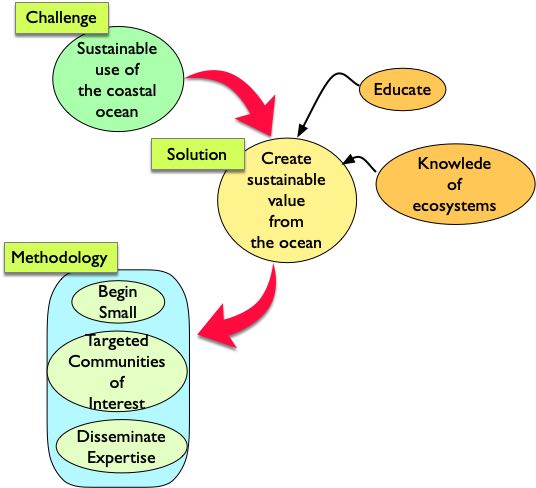 Challenge
Sustainable
use of
the coastal
ocean
Educate
Solution
Create
sustainable
value
from
the ocean
Knowlede
of
ecosystems
Methodology
Begin
Small
Targeted
Communities
of
Interest
Disseminate
Expertise